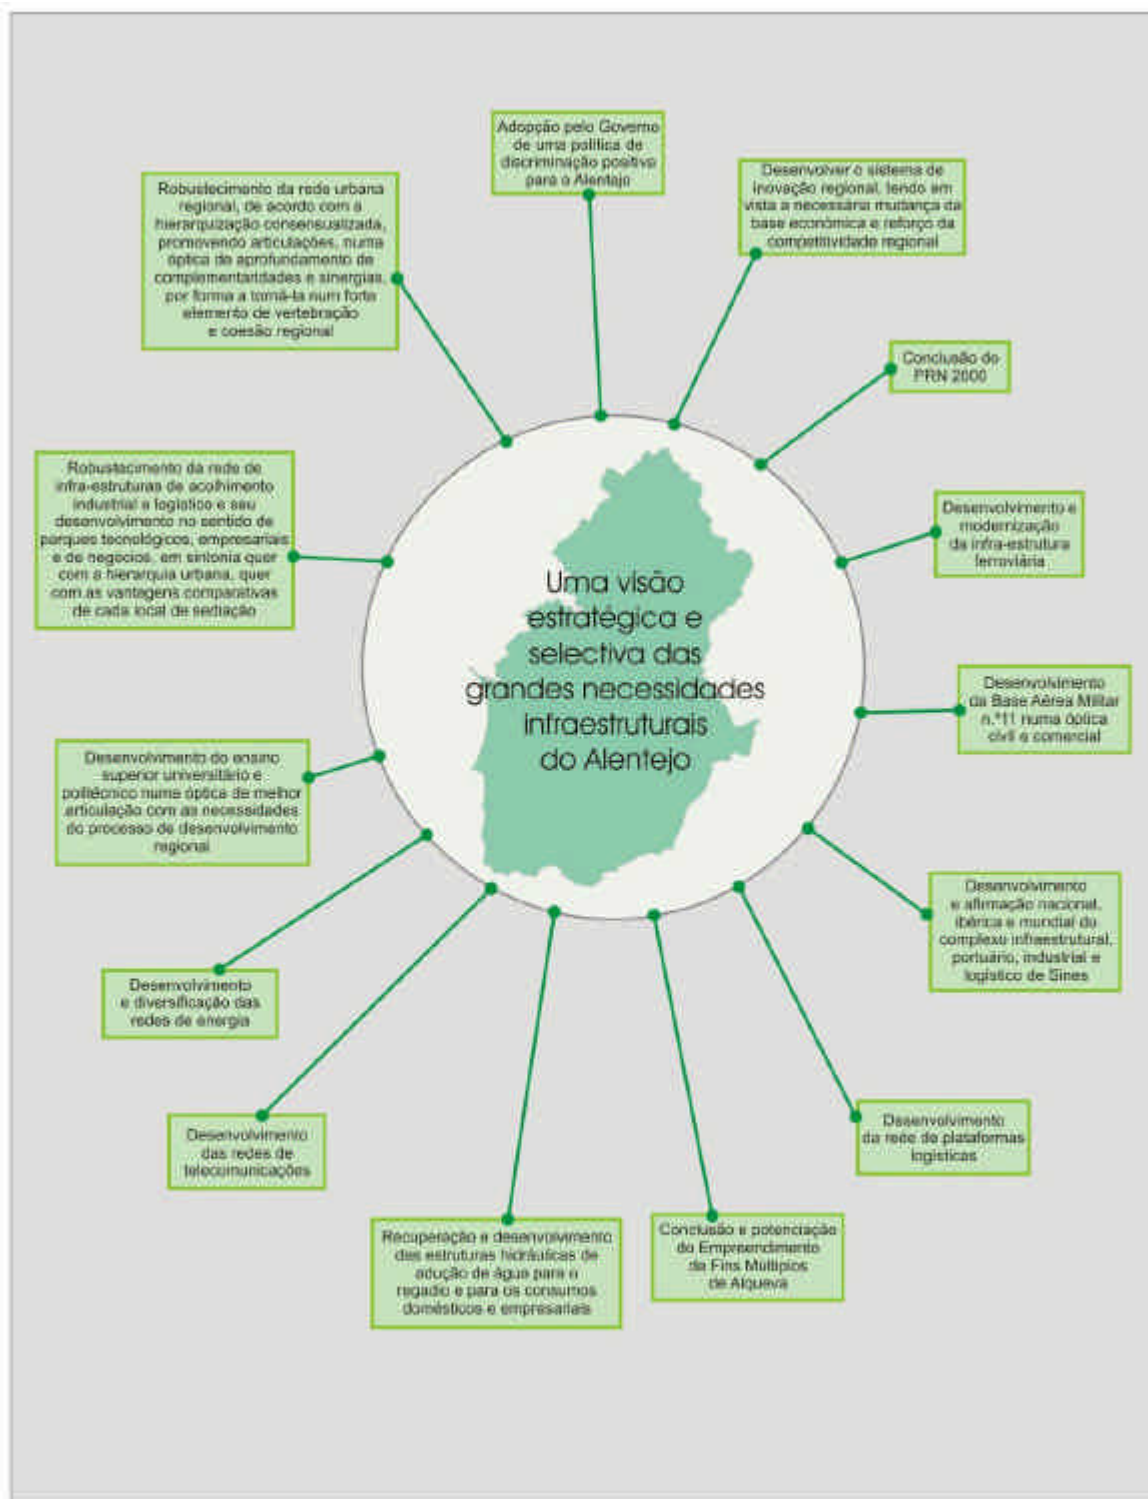 Adopção pelo Governo
de uma política de
discriminação positiva
para o Alentejo
Desenvolver o sistema de
inovação regional, tendo em
vista a necessária mudança da
base económica e reforço da
competitividade regional
Robustecimento da rede urbana
regional, de acordo com a
hierarquização consensualizada,
promovendo articulações, numa
óptica de aprofundamento de
complementaridades e sinergias,
por forma a torná-la num forte
elemento de vertebração
e coesão regional
Conclusão do
PRN 2000
Robustecimento da rede de
infra-estruturas de acolhimento
industrial e logístico e seu
desenvolvimento no sentido de
parques tecnológicos, empresariais
e de negócios, em sintonia quer
com a hierarquia urbana, quer
com as vantagens comparativas
de cada local de sediação
Desenvolvimento e
modernização
da infra-estrutura
ferroviária
Uma visão
estratégica e
selectiva das
grandes necessidades
infraestruturais
do Alentejo
Desenvolvimento
da Base Aérea Militar
n.º11 numa óptica
civil e comercial
Desenvolvimento do ensino
superior universitário e
politécnico numa óptica de melhor
articulação com as necessidades
do processo de desenvolvimento
regional
Desenvolvimento
e afirmação nacional,
ibérica e mundial do
complexo infraestrutural,
portuário, industrial e
logístico de Sines
Desenvolvimento
e diversificação das
redes de energia
Desenvolvimento
das redes de
telecomunicações
Desenvolvimento
da rede de plataformas
logísticas
Recuperação e desenvolvimento
das estruturas hidráulicas de
adução de água para o
regadio e para os consumos
domésticos e empresariais
Conclusão e potenciação
do Empreendimento
de Fins Múltiplos
de Alqueva